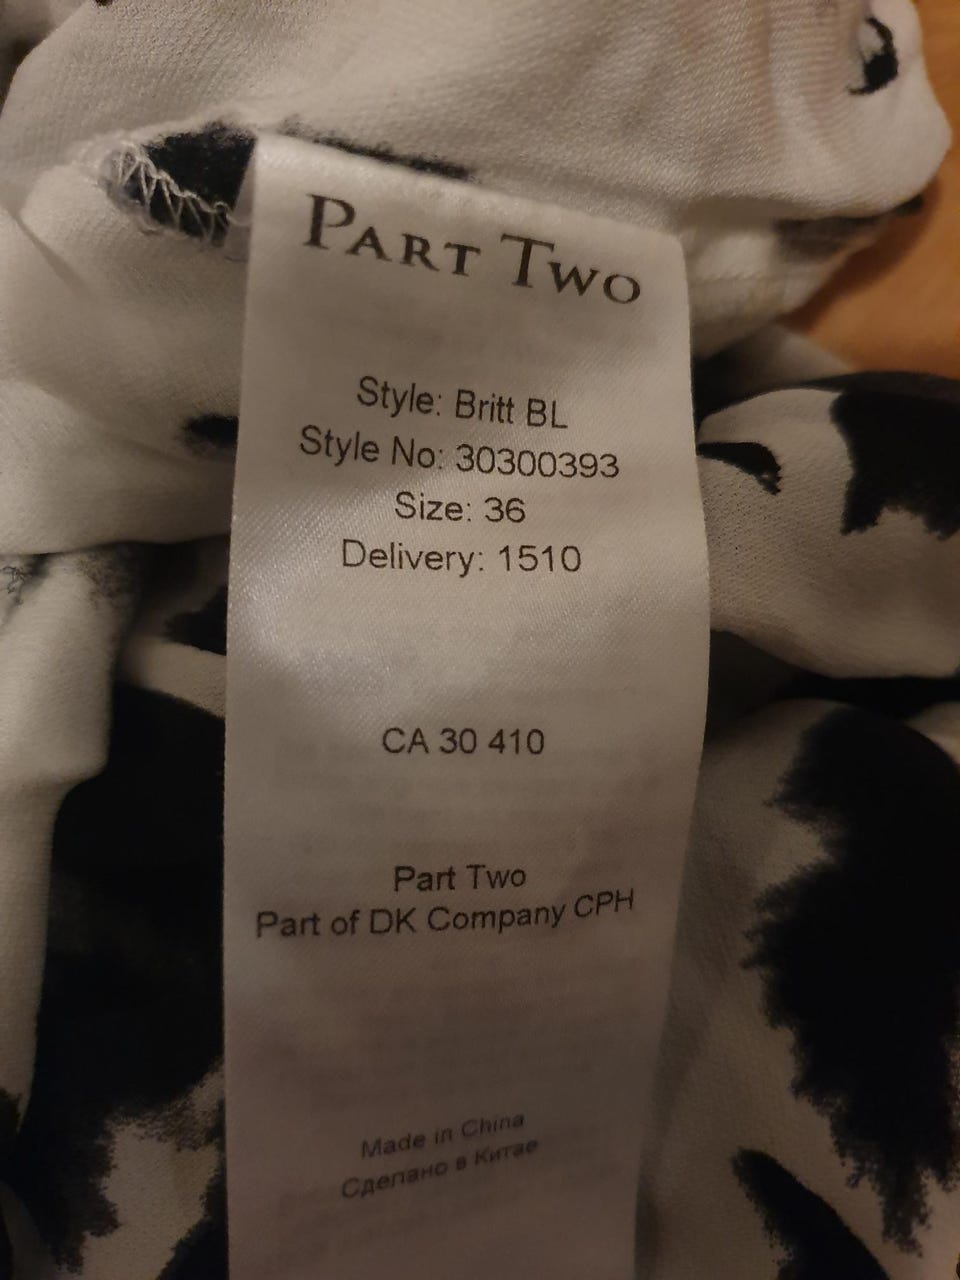 PART TWO
Style: Britt BL
Style No: 30300393
Size: 36
Delivery: 1510
CA 30 410
Part Two
Part of DK Company CPH
Made in China
Сделано в Китае